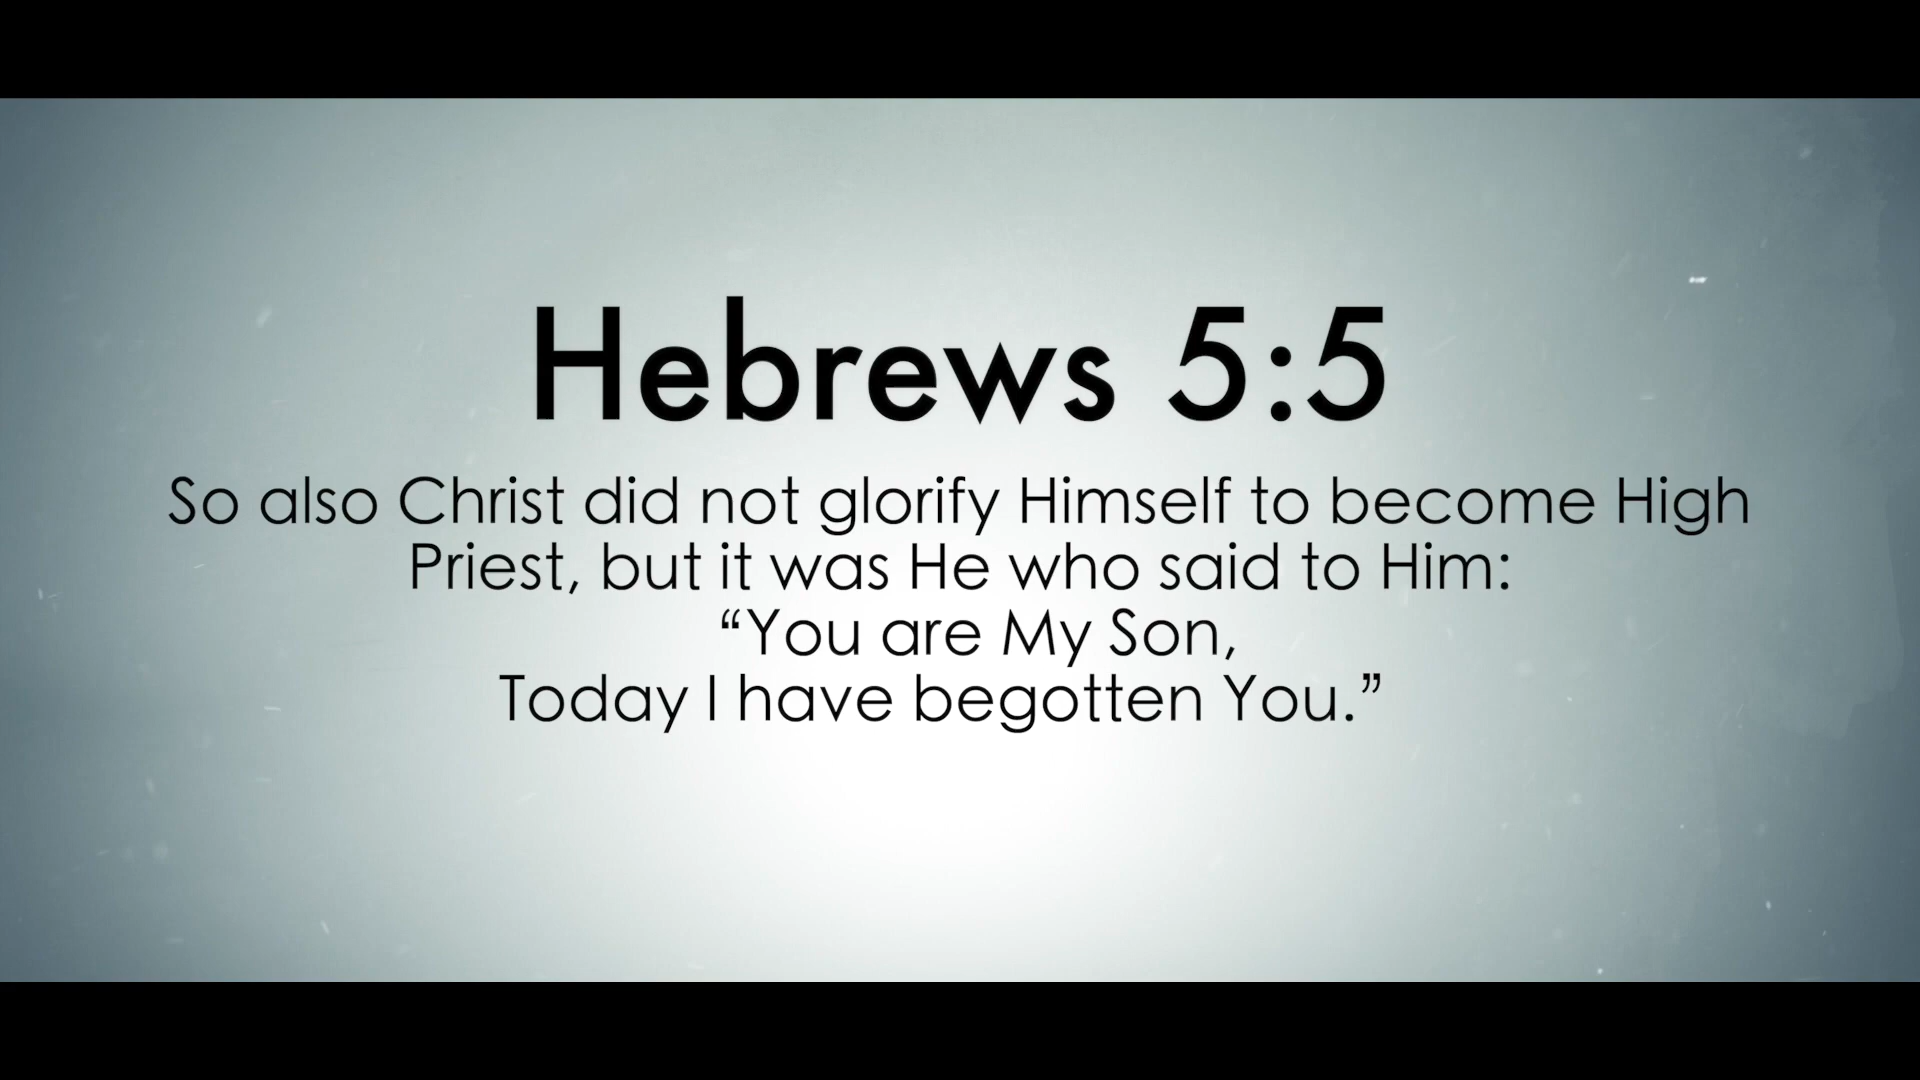 Hebrews 5:5
So also Christ did not glorify Himself to become High
Priest, but it was He who said to Him:
“You are My Son,
Today I have begotten You.”